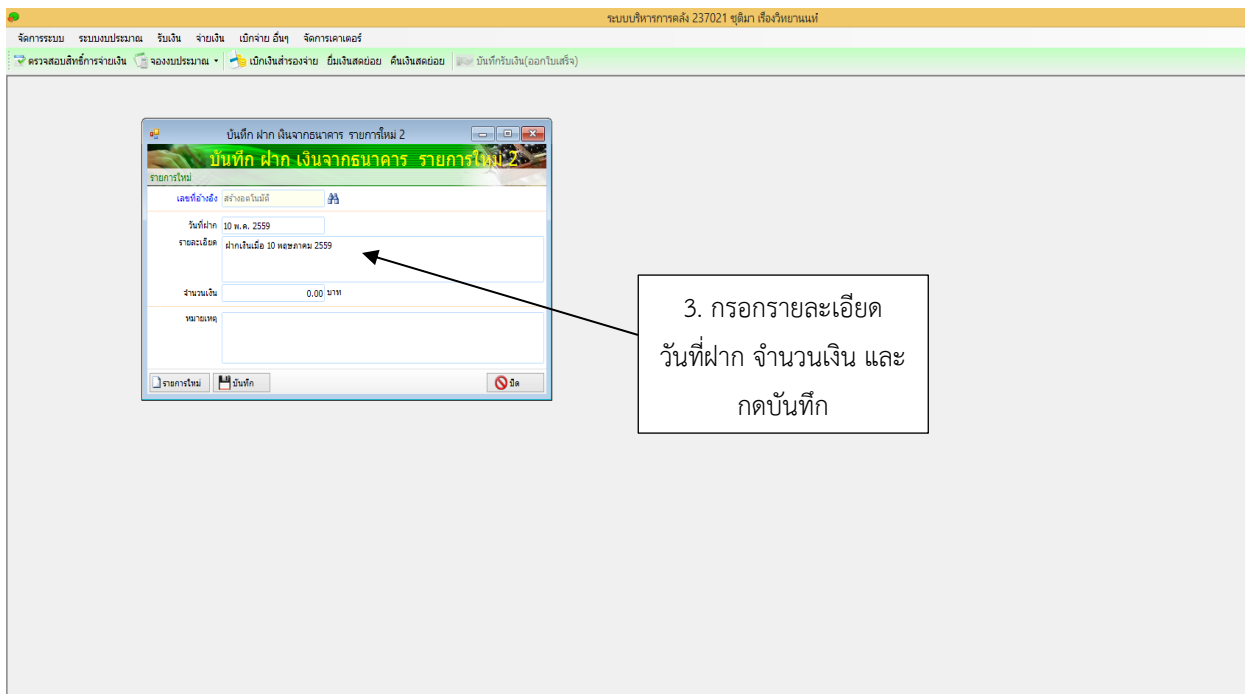 ระบบบริหารการคลัง 237021 ชุติมา เรืองวิทยานนท์
จัดการระบบ ระบบงบประมาณ รับเงิน จ่ายเงิน เบิกจ่าย อื่นๆ จัดการเคาเตอร์
ตรวจสอบสิทธิ์การจ่ายเงิน จองงบประมาณ เบิกเงินสำรองจ่าย ยืมเงินสดย่อย คืนเงินสดย่อย บันทึกรับเงิน(ออกใบเสร็จ)
บันทึก ฝาก เงินจากธนาคาร รายการใหม่ 2
บันทึก ฝาก เงินจากธนาคาร รายการใหม่ 2
รายการใหม่
เลขที่อ้างอิง สร้างอตโนมัติ
วันที่ฝาก 10 พ.ค. 2559
รายละเอียด ฝากเงินเมื่อ 10 พฤษภาคม 2559
จำนวนเงิน 0.00 บาท
หมายเหตุ
รายการใหม่ บันทึก ปิด
3. กรอกรายละเอียด
วันที่ฝาก จำนวนเงิน และ
กดบันทึก